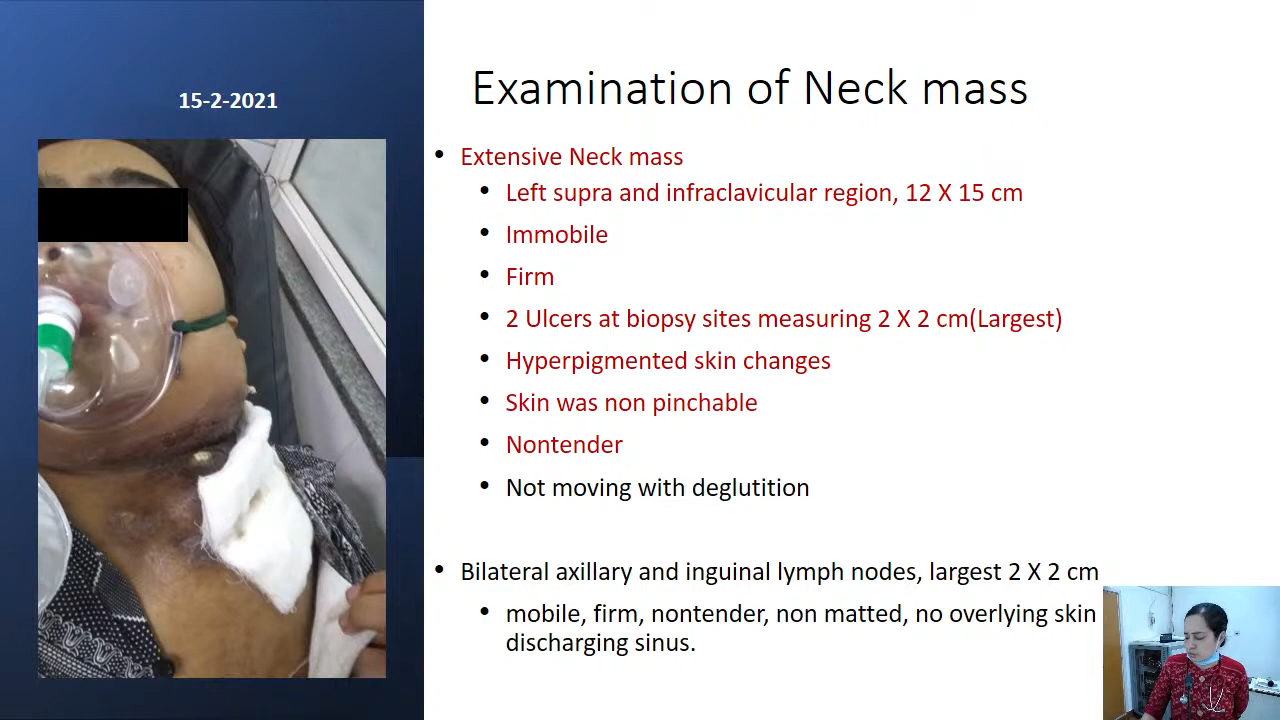 15-2-2021
Examination of Neck mass
Extensive Neck mass
Left supra and infraclavicular region, 12 X 15 cm
Immobile
Firm
2 Ulcers at biopsy sites measuring 2 X 2 cm(Largest)
Hyperpigmented skin changes
Skin was non pinchable
Nontender
Not moving with deglutition
Bilateral axillary and inguinal lymph nodes, largest 2 X 2 cm
mobile, firm, nontender, non matted, no overlying skin
discharging sinus.